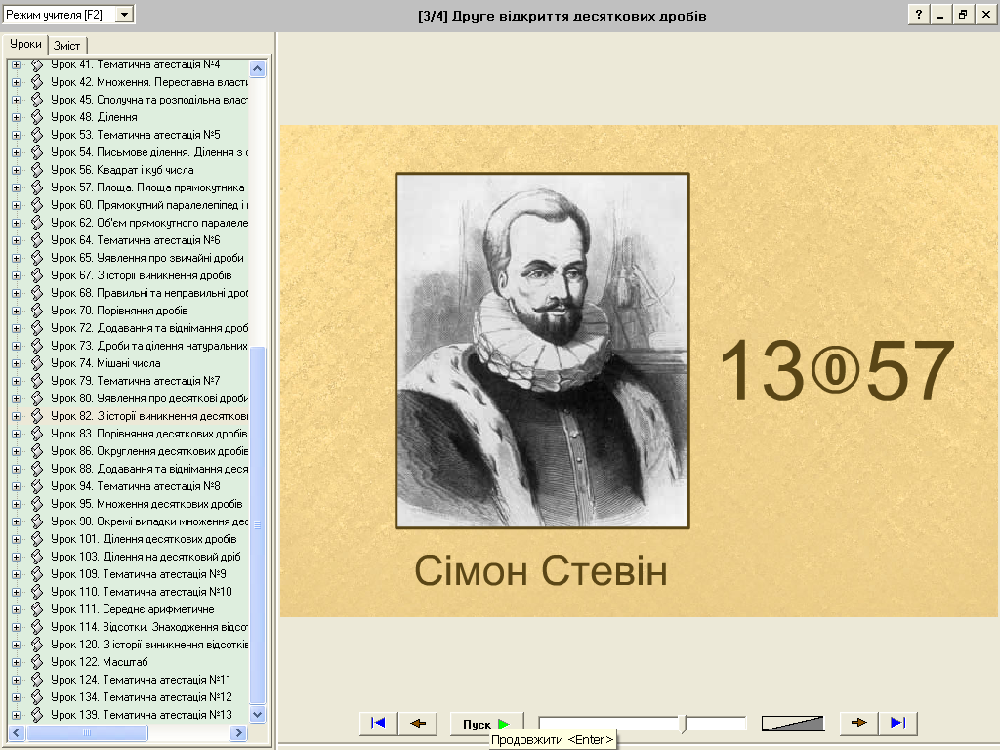 Режим учителя [F2]
[3/4] Друге відкриття десяткових дробів
Уроки
Зміст
Урок 41. Тематична атестація №4
Урок 42. Множення. Переставна власти
Урок 45. Сполучна та розподільна влас
Урок 48. Ділення
Урок 53. Тематична атестація №5
Урок 54. Письмове ділення. Ділення з
Урок 56. Квадрат і куб числа
Урок 57. Площа. Площа прямокутника
Урок 60. Прямокутний паралелепіпед і
Урок 62. Об'єм прямокутного паралеле
Урок 64. Тематична атестація №6
Урок 65. Уявлення про звичайні дроби
Урок 67. З історії виникнення дробів
Урок 68. Правильні та неправильні дроб
Урок 70. Порівняння дробів
Урок 72. Додавання та віднімання дроб
Урок 73. Дроби та ділення натуральних
Урок 74. Мішані числа
Урок 79. Тематична атестація №7
Урок 80. Уявлення про десяткові дроби
Урок 82. З історії виникнення десяткові
Урок 83. Порівняння десяткових дробів
Урок 86. Округлення десяткових дробів
Урок 88. Додавання та віднімання деся
Урок 94. Тематична атестація №8
Урок 95. Множення десяткових дробів
Урок 98. Окремі випадки множення дес
Урок 101. Ділення десяткових дробів
Урок 103. Ділення на десятковий дріб
Урок 109. Тематична атестація №9
Урок 110. Тематична атестація №10
Урок 111. Середнє арифметичне
Урок 114. Відсотки. Знаходження відсот
Урок 120. З історії виникнення відсотків
Урок 122. Масштаб
Урок 124. Тематична атестація №11
Урок 134. Тематична атестація №12
Урок 139. Тематична атестація №13
13⓪57
Сімон Стевін
Пуск
Продовжити <Enter>